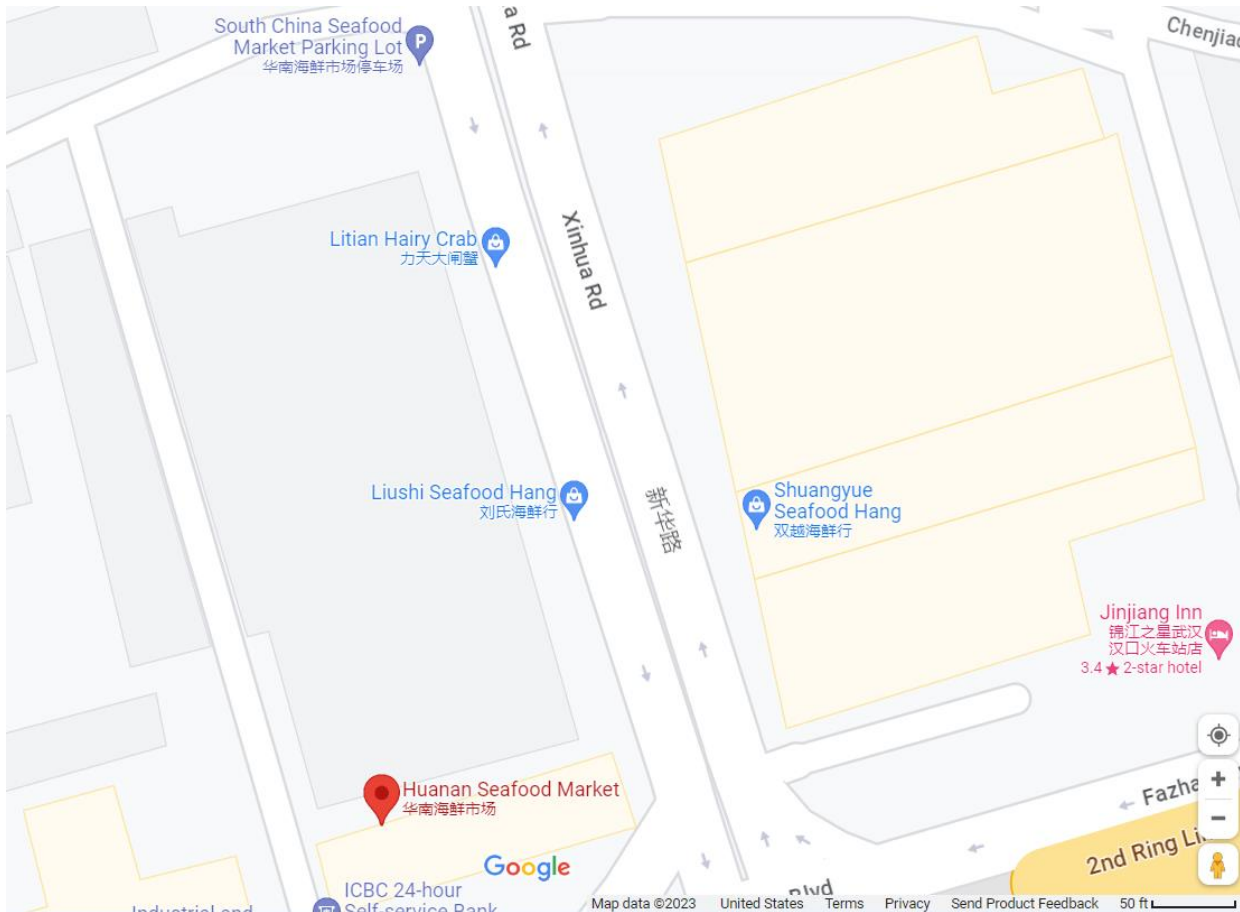 South China Seafood
Market Parking Lot
华南海鲜市场停车场
P
a Rd
Chenjiao
Litian Hairy Crab
力天大闸蟹
Xinhua Rd
Liushi Seafood Hang
刘氏海鲜行
新华路
Shuangyue
Seafood Hang
双越海鲜行
Jinjiang Inn
锦江之星武汉
汉口火车站店
3.4 ★ 2-star hotel
Huanan Seafood Market
华南海鲜市场
Fazha
2nd Ring Li
Google
ICBC 24-hour
Self-service Bank
Industrial and
Blvd
Map data ©2023 United States Terms Privacy Send Product Feedback 50 ft